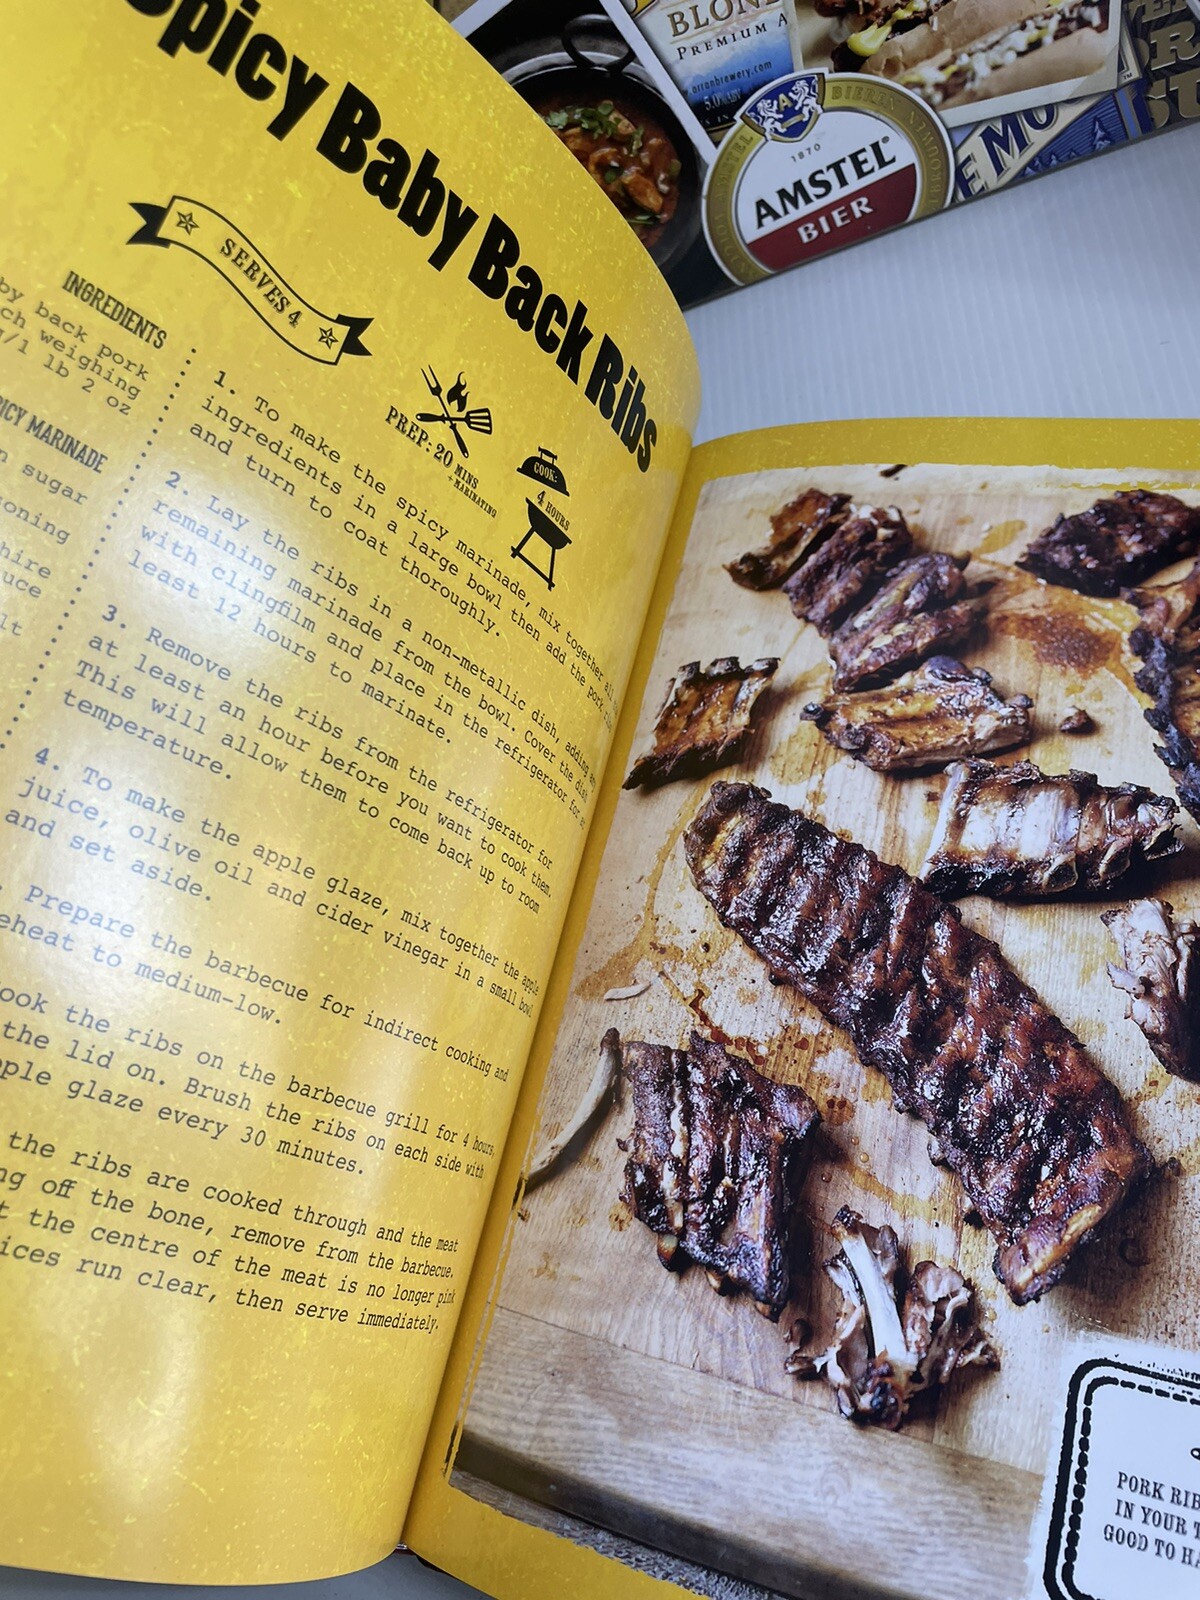 Spicy Baby Back Ribs
SERVES 4
PREP: 20 MINS
+ MARINATING
COOK:
4 HOURS
INGREDIENTS
by back pork
ch weighing
/1 lb 2 oz
ICY MARINADE
n sugar
oning
hire
uce
lt
1. To make the spicy marinade, mix together all
ingredients in a large bowl then add the pork
and turn to coat thoroughly.
2. Lay the ribs in a non-metallic dish, adding any
remaining marinade from the bowl. Cover the dish
with clingfilm and place in the refrigerator for at
least 12 hours to marinate.
3. Remove the ribs from the refrigerator for
at least an hour before you want to cook them.
This will allow them to come back up to room
temperature.
4. To make the apple glaze, mix together the apple
juice, olive oil and cider vinegar in a small bowl
and set aside.
. Prepare the barbecue for indirect cooking and
eheat to medium-low.
ook the ribs on the barbecue grill for 4 hours,
the lid on. Brush the ribs on each side with
ple glaze every 30 minutes.
the ribs are cooked through and the meat
ng off the bone, remove from the barbecue.
t the centre of the meat is no longer pink
ices run clear, then serve immediately.
BLOND
PREMIUM A
arranbrewery.com
5.0%
BIEREN
1870
AMSTEL
BIER
E MO
PORK RIB
IN YOUR T
GOOD TO HA